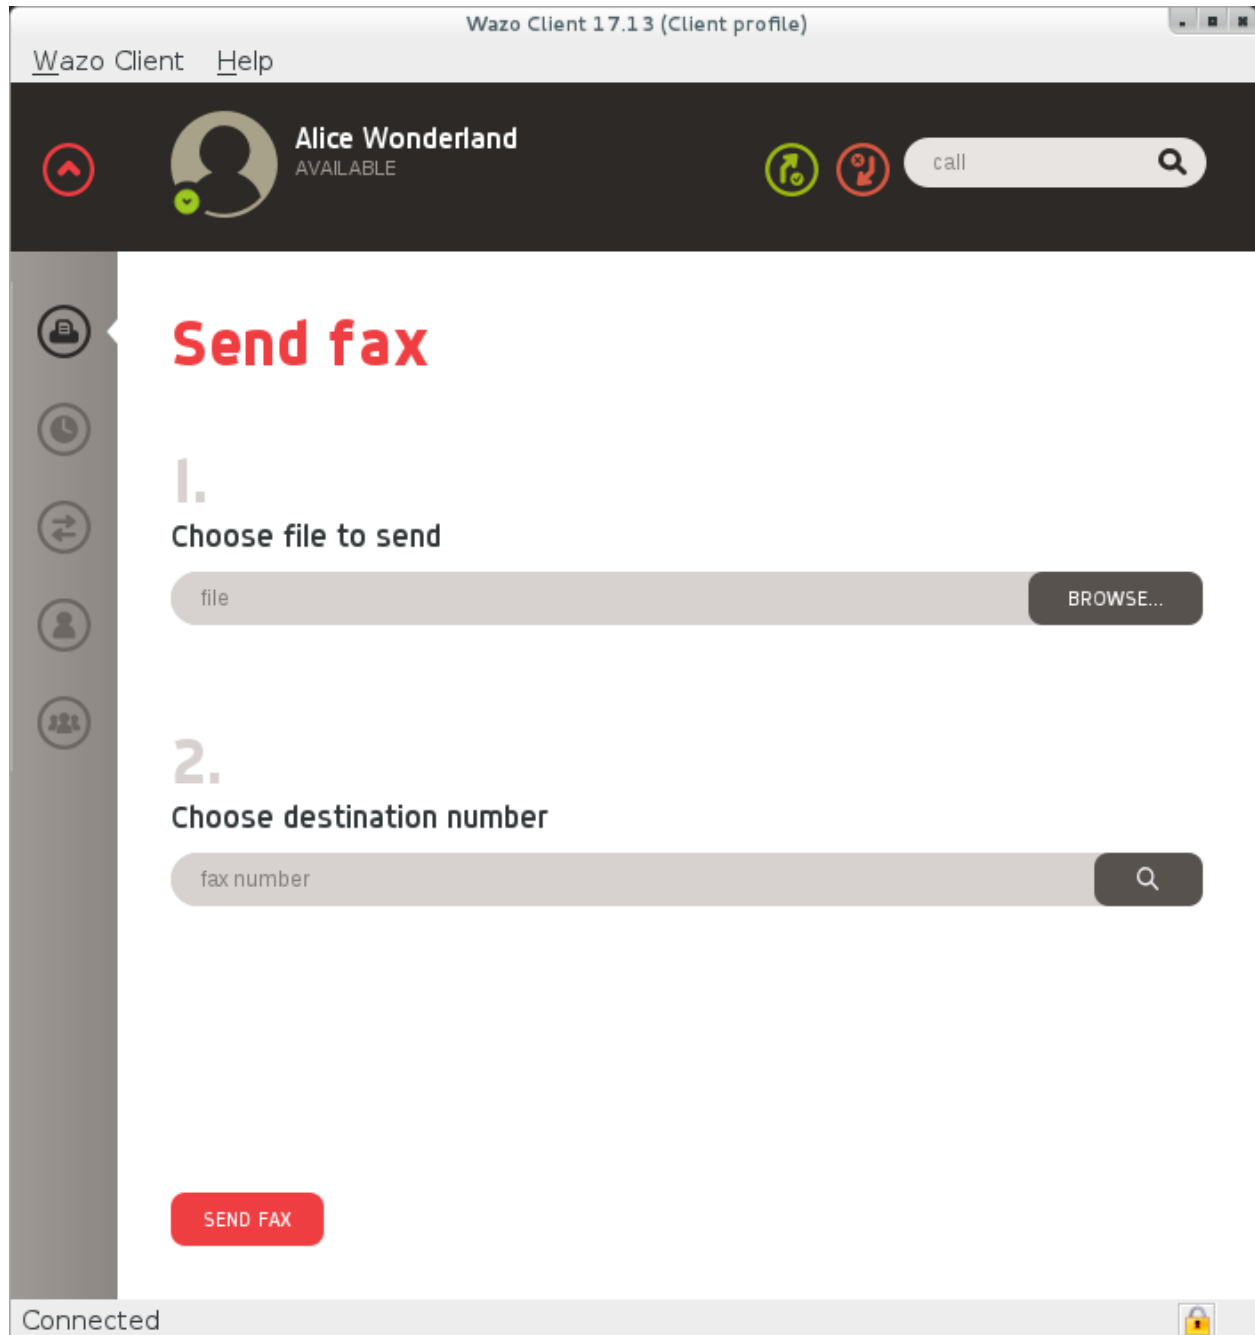 Wazo Client 17.13 (Client profile)
Wazo Client Help
Alice Wonderland
AVAILABLE
call
Send fax
1.
Choose file to send
file
BROWSE...
2.
Choose destination number
fax number
SEND FAX
Connected